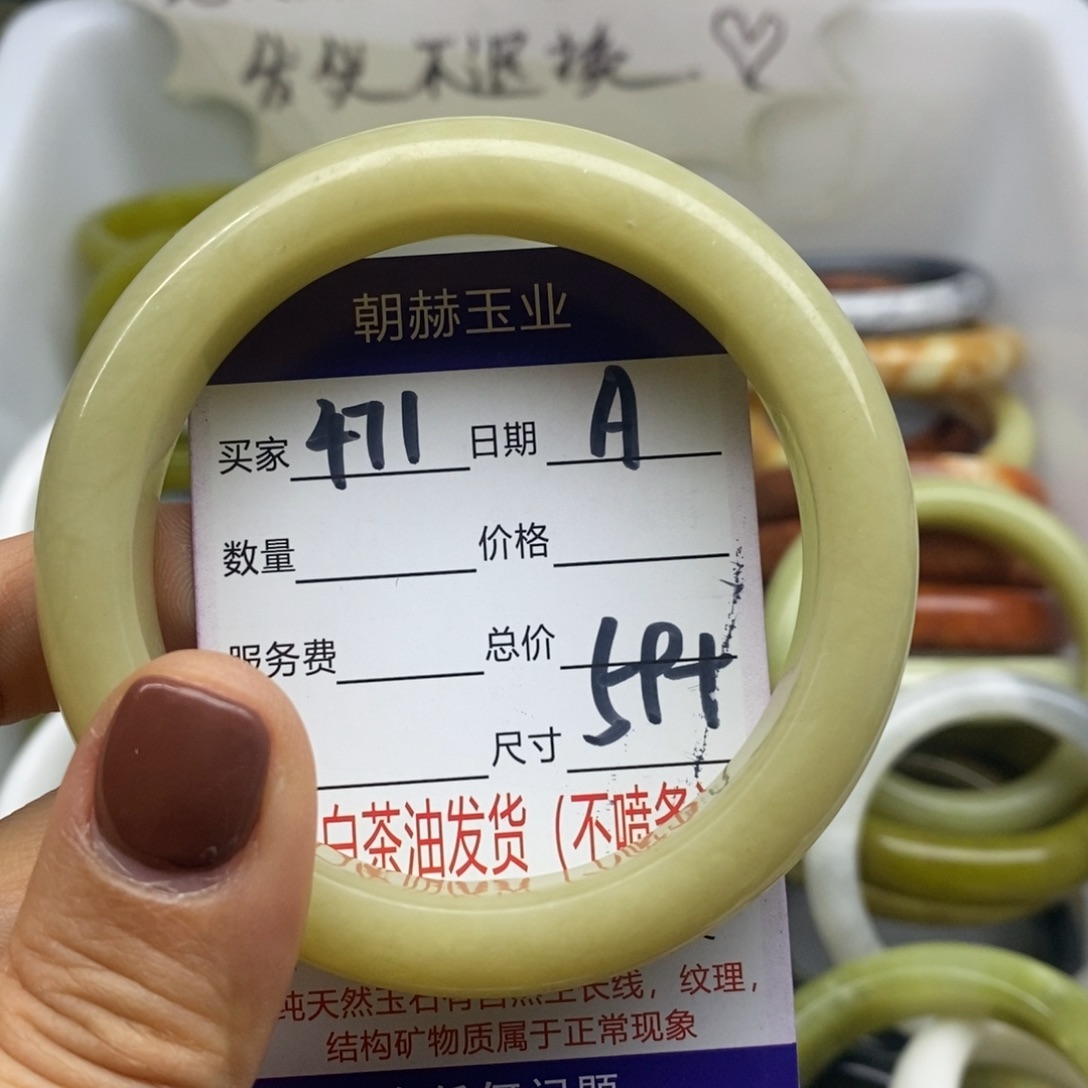 不退换
朝赫玉业
买家 471 日期 A
数量 价格
服务费 总价
尺寸
白茶油发货（不喷
纯天然玉石有自然生长线，纹理，
结构矿物质属于正常现象